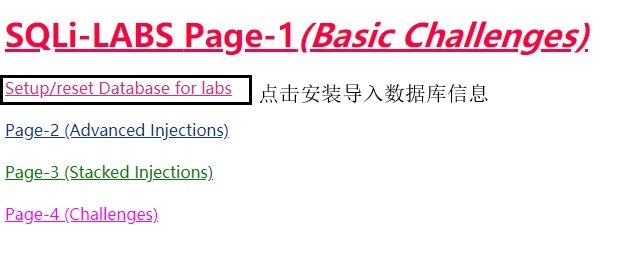 SQLi-LABS Page-1(Basic Challenges)
Setup/reset Database for labs 点击安装导入数据库信息
Page-2 (Advanced Injections)
Page-3 (Stacked Injections)
Page-4 (Challenges)